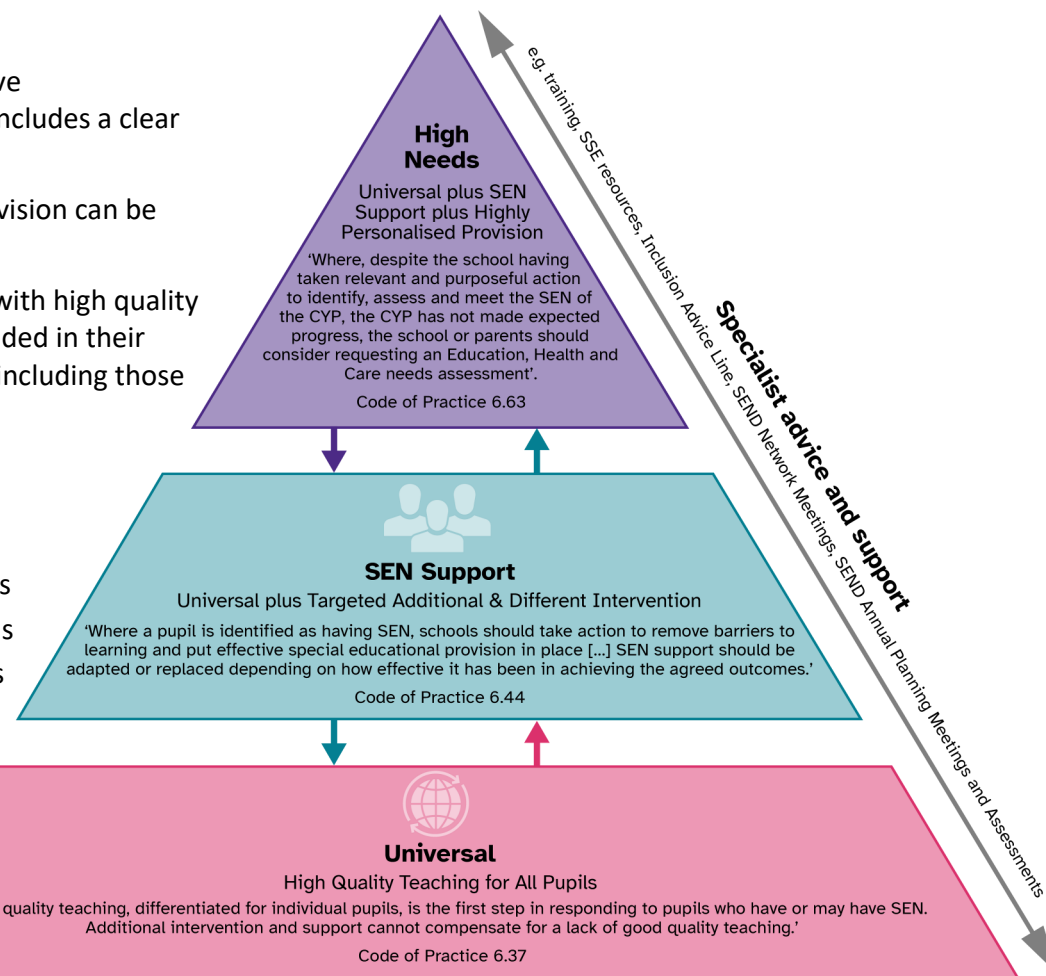 ve
ncludes a clear
vision can be
with high quality
ded in their
including those
s
s
s
High
Needs
Universal plus SEN
Support plus Highly
Personalised Provision
‘Where, despite the school having
taken relevant and purposeful action
to identify, assess and meet the SEN of
the CYP, the CYP has not made expected
progress, the school or parents should
consider requesting an Education, Health and
Care needs assessment’.
Code of Practice 6.63
SEN Support
Universal plus Targeted Additional & Different Intervention
‘Where a pupil is identified as having SEN, schools should take action to remove barriers to
learning and put effective special educational provision in place [...] SEN support should be
adapted or replaced depending on how effective it has been in achieving the agreed outcomes.’
Code of Practice 6.44
Universal
High Quality Teaching for All Pupils
quality teaching, differentiated for individual pupils, is the first step in responding to pupils who have or may have SEN.
Additional intervention and support cannot compensate for a lack of good quality teaching.’
Code of Practice 6.37
Specialist advice and support
e.g. training, SSE resources, Inclusion Advice Line, SEND Network Meetings, SEND Annual Planning Meetings and Assessments